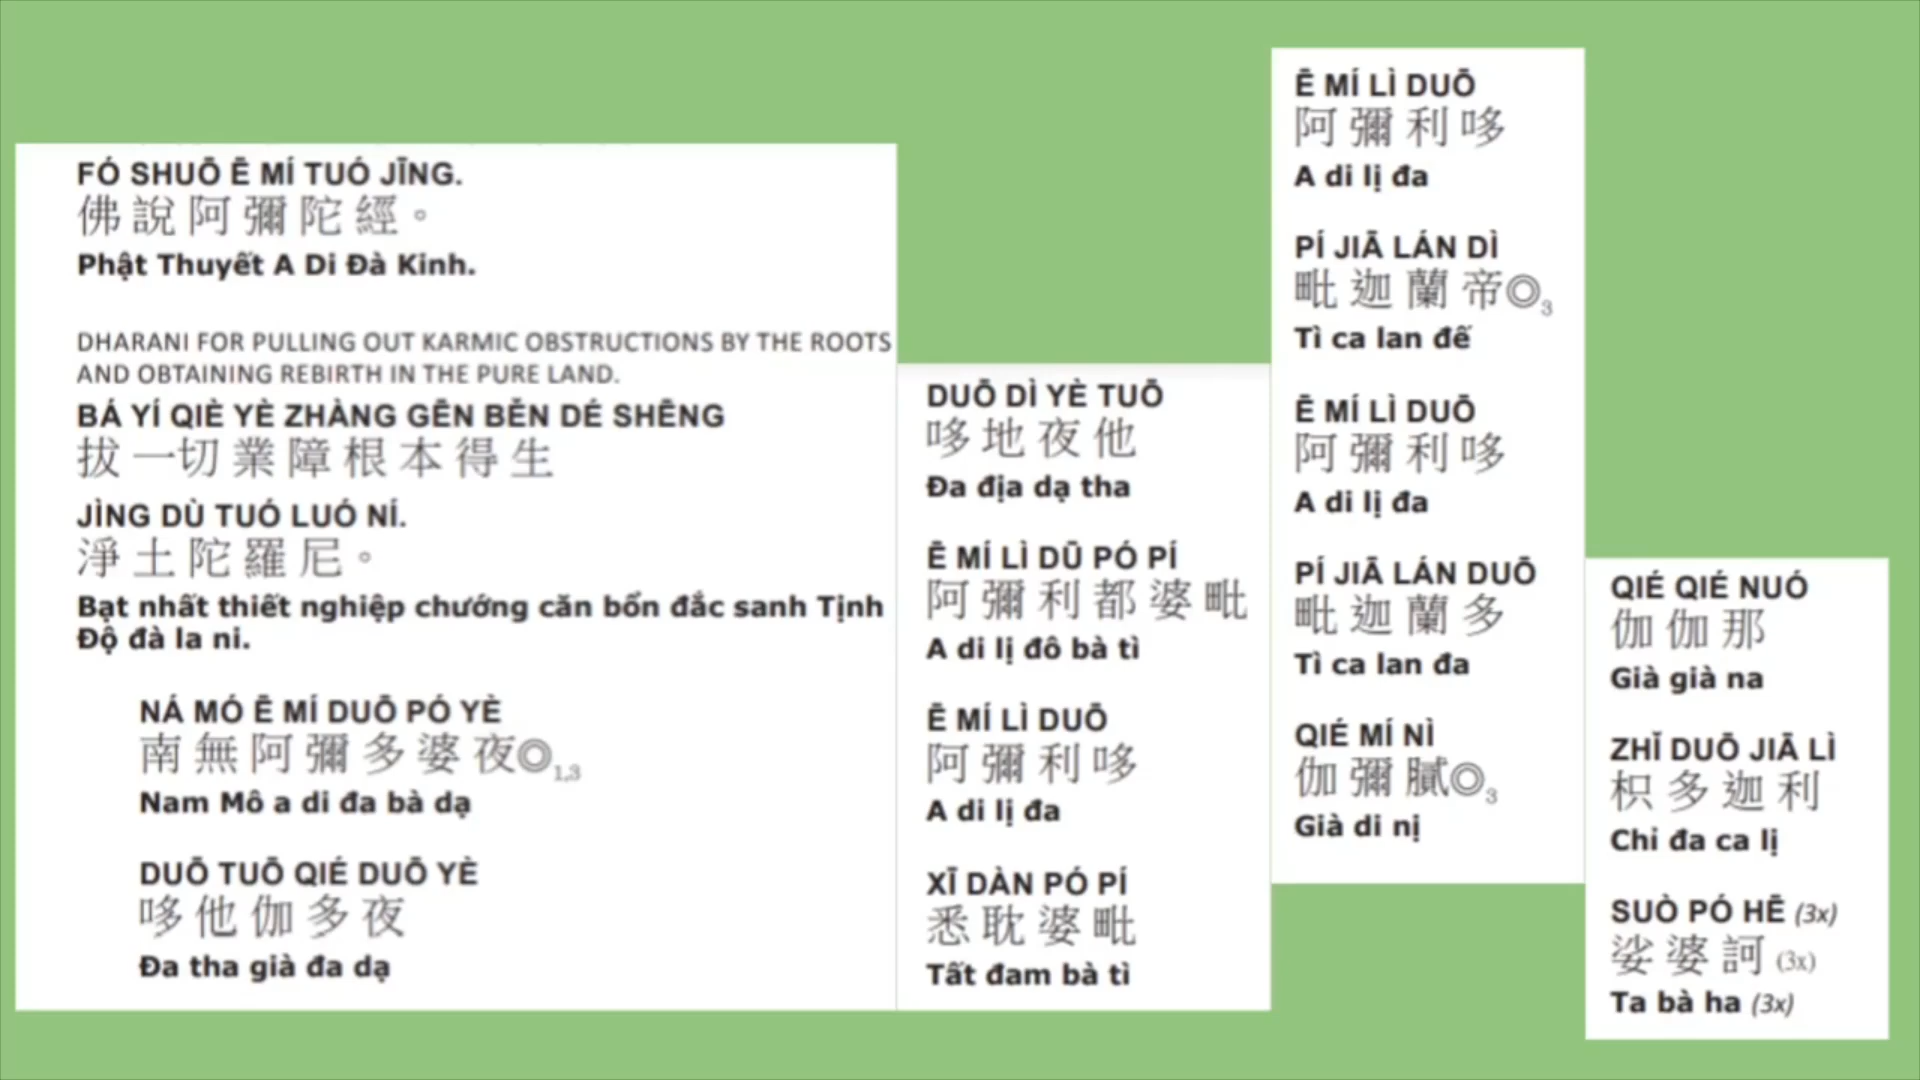 FÓ SHUŌ Ē MÍ TUÓ JĪNG.
佛說阿彌陀經。
Phật Thuyết A Di Đà Kinh.
DHARANI FOR PULLING OUT KARMIC OBSTRUCTIONS BY THE ROOTS
AND OBTAINING REBIRTH IN THE PURE LAND.
BÁ YÍ QIÈ YÈ ZHÀNG GĒN BĚN DÉ SHĒNG
拔一切業障根本得生
JÌNG DÙ TUÓ LUÓ NÍ.
淨土陀羅尼。
Bạt nhất thiết nghiệp chướng căn bổn đắc sanh Tịnh
Độ đà la ni.
NÁ MÓ Ē MÍ DUŌ PÓ YÈ
南無阿彌多婆夜◎1,3
Nam Mô a di đa bà dạ
DUŌ TUŌ QIÉ DUŌ YÈ
哆他伽多夜
Đa tha già đa dạ
DUŌ DÌ YÈ TUŌ
哆地夜他
Đa địa dạ tha
Ē MÍ LÌ DŪ PÓ PÍ
阿彌利都婆毗
A di lị đô bà tì
Ē MÍ LÌ DUŌ
阿彌利哆
A di lị đa
XĪ DÀN PÓ PÍ
悉耽婆毗
Tất đam bà tì
Ē MÍ LÌ DUŌ
阿彌利哆
A di lị đa
PÍ JIĀ LÁN DÌ
毗迦蘭帝◎3
Tì ca lan đế
Ē MÍ LÌ DUŌ
阿彌利哆
A di lị đa
PÍ JIĀ LÁN DUŌ
毗迦蘭多
Tì ca lan đa
QIÉ MÍ NÌ
伽彌膩◎3
Già di nị
QIÉ QIÉ NUÓ
伽伽那
Già già na
ZHǏ DUŌ JIĀ LÌ
枳多迦利
Chỉ đa ca lị
SUÒ PÓ HĒ (3x)
娑婆訶 (3x)
Ta bà ha (3x)